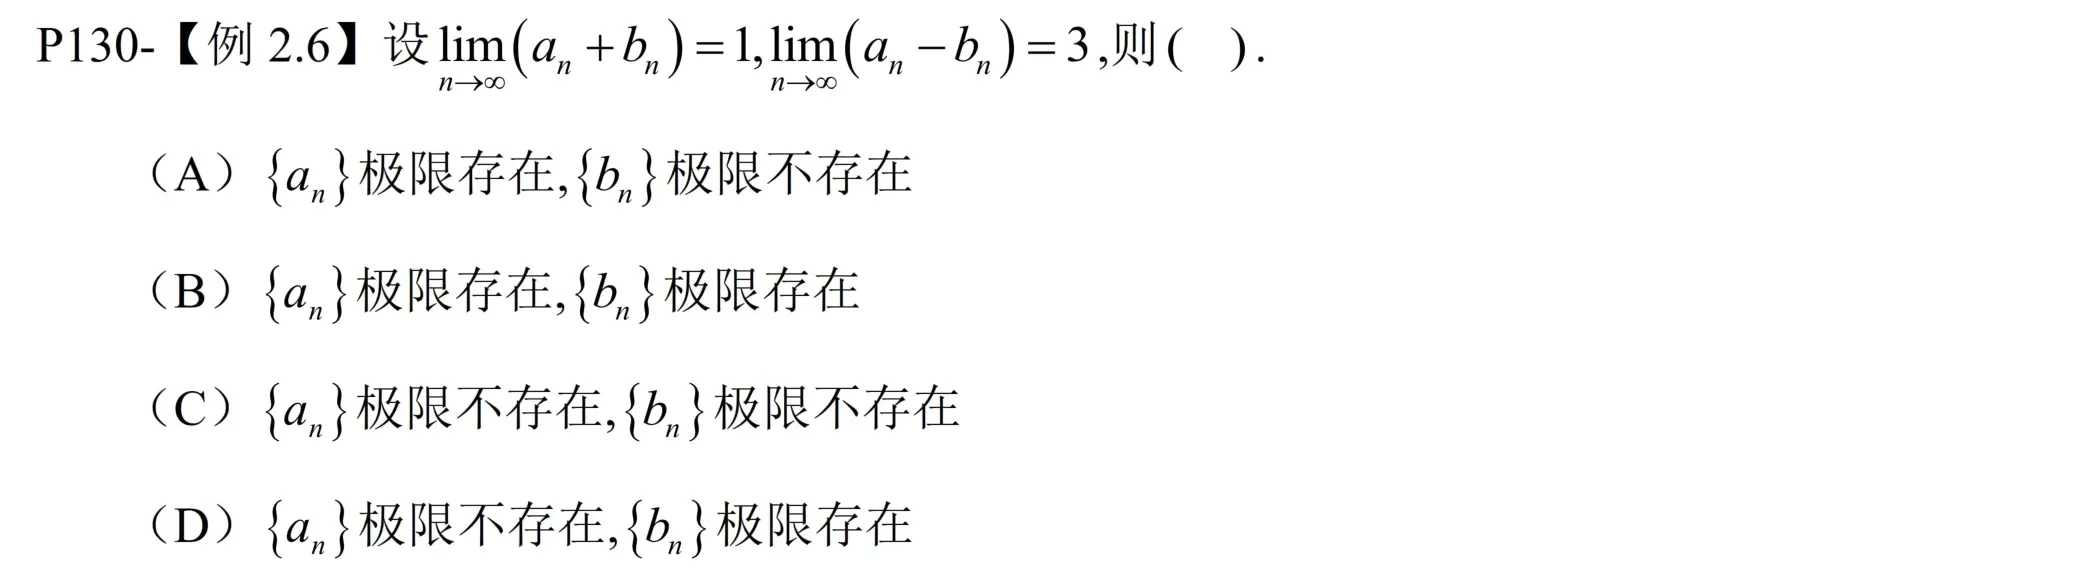 P130-【例 2.6】设 $\lim_{n\to\infty}(a_n+b_n)=1,\lim_{n\to\infty}(a_n-b_n)=3$,则( ).
（A）$\{a_n\}$极限存在,$\{b_n\}$极限不存在
（B）$\{a_n\}$极限存在,$\{b_n\}$极限存在
（C）$\{a_n\}$极限不存在,$\{b_n\}$极限不存在
（D）$\{a_n\}$极限不存在,$\{b_n\}$极限存在